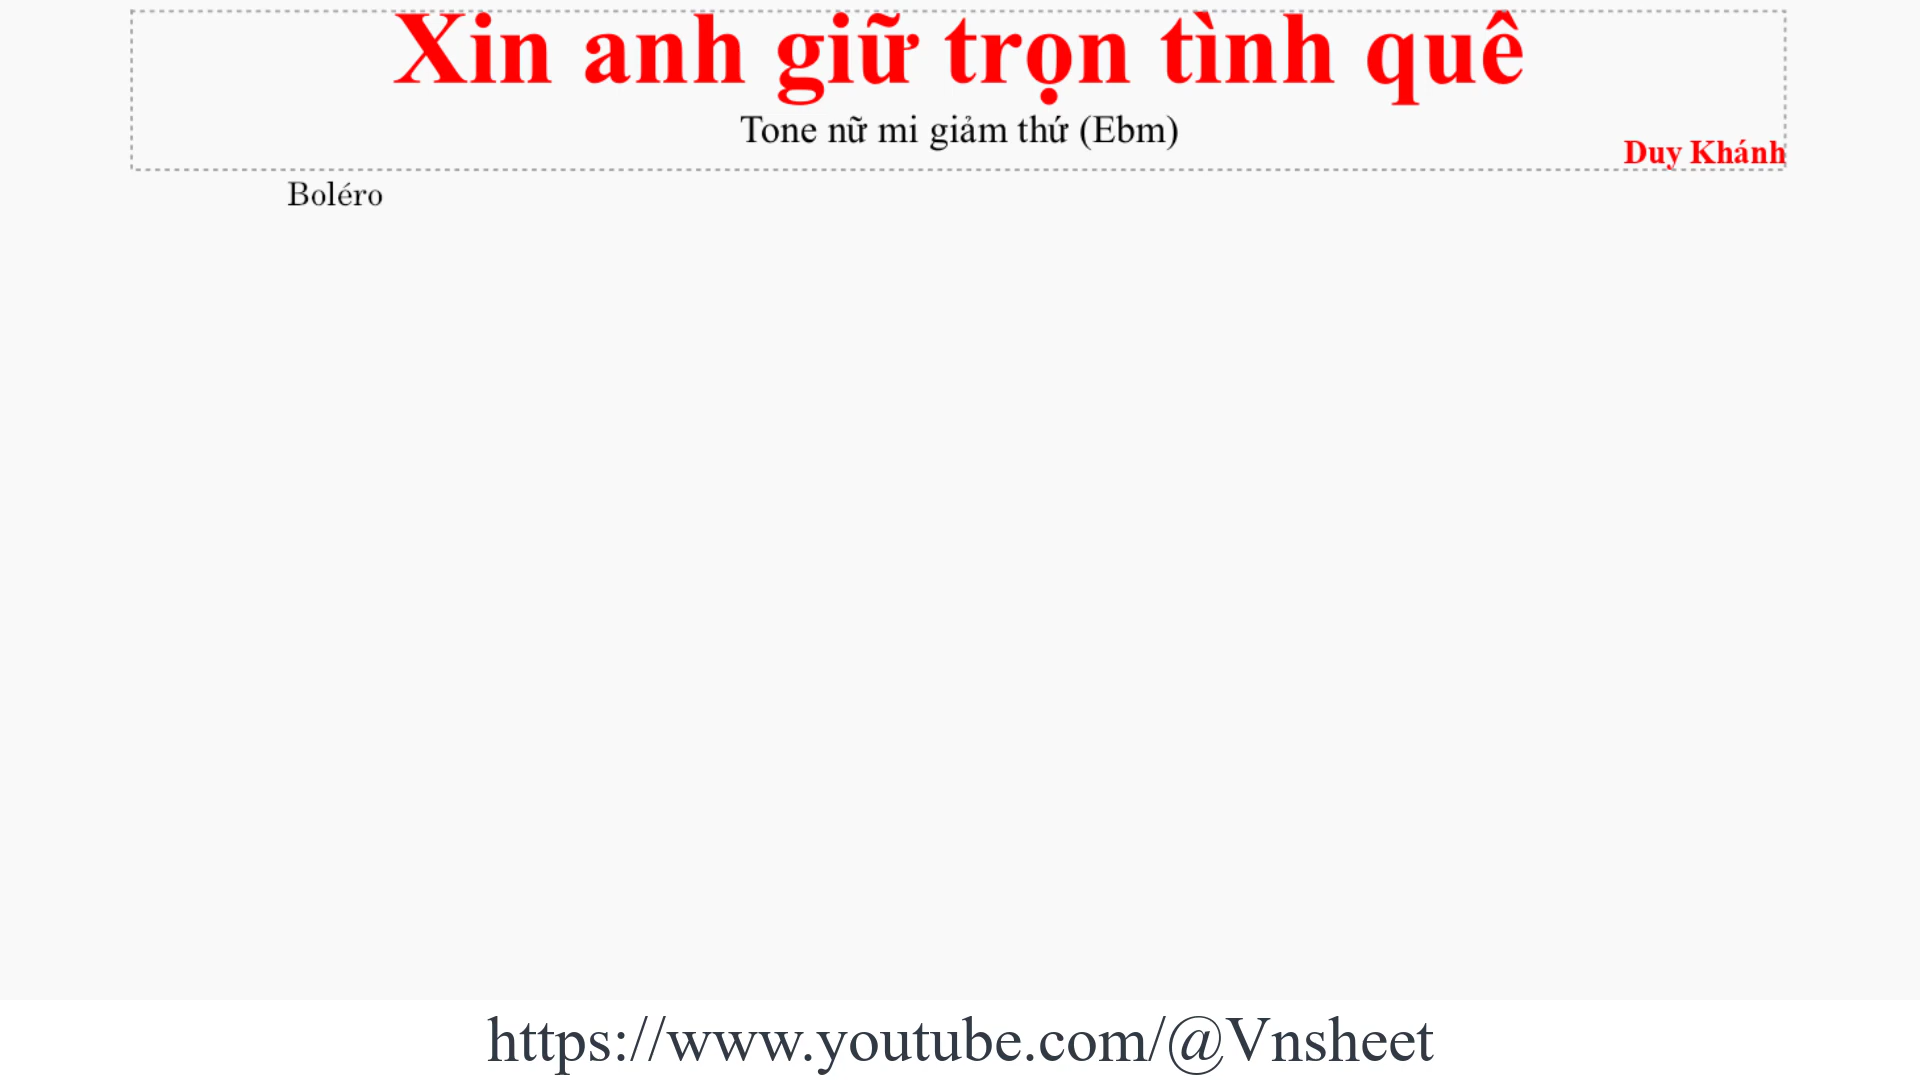 Xin anh giữ trọn tình quê
Tone nữ mi giảm thứ (Ebm)
Duy Khánh
Boléro
https://www.youtube.com/@Vnsheet